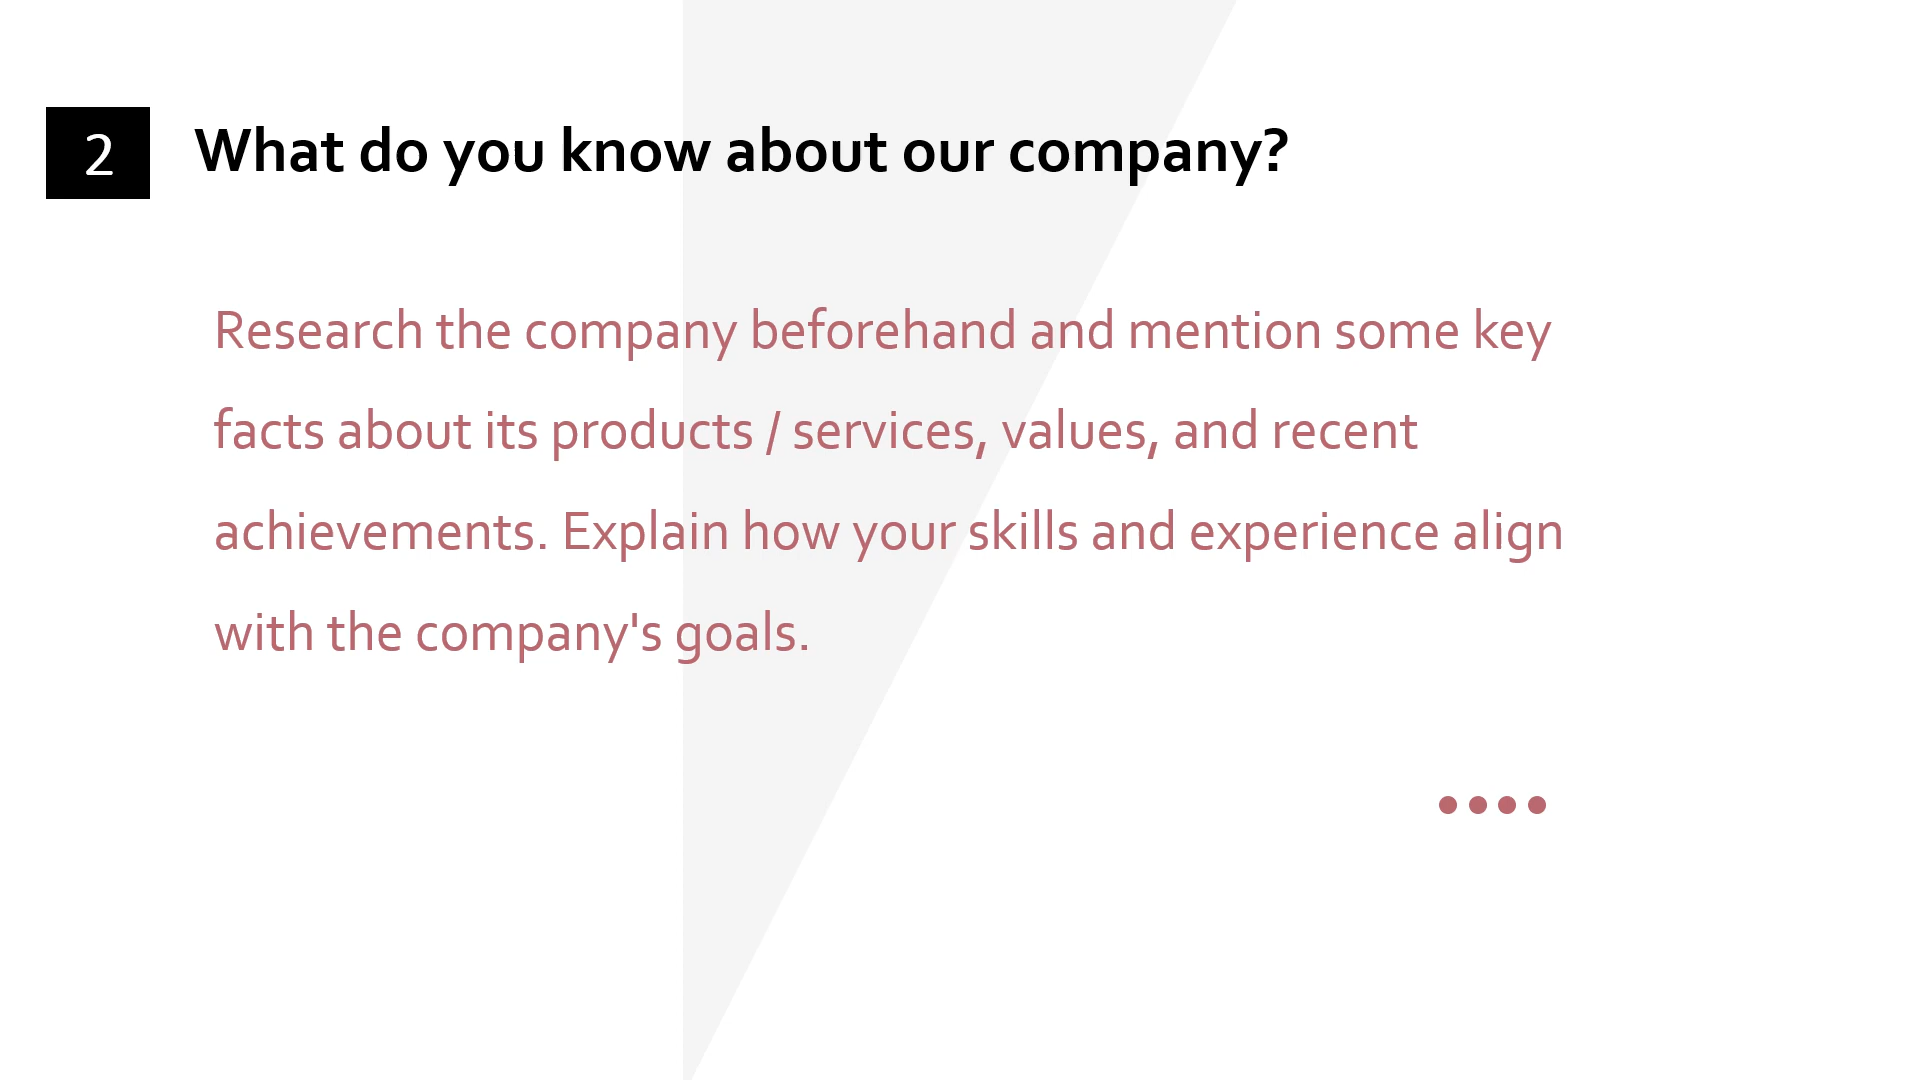 2 What do you know about our company?
Research the company beforehand and mention some key
facts about its products / services, values, and recent
achievements. Explain how your skills and experience align
with the company's goals.